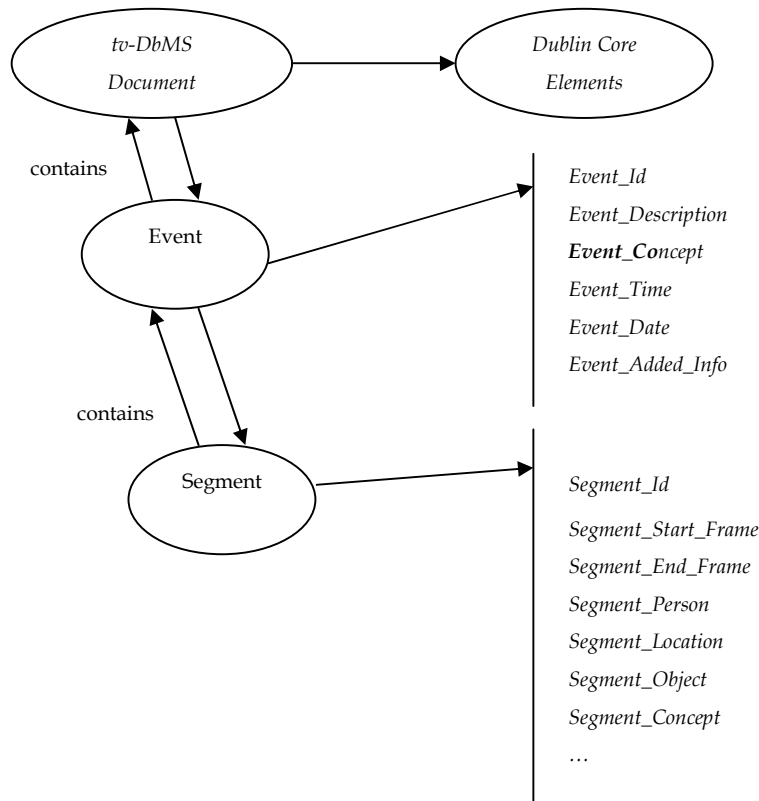 tv-DbMS
Document
Dublin Core
Elements
contains
Event
Event_Id
Event_Description
Event_Concept
Event_Time
Event_Date
Event_Added_Info
contains
Segment
Segment_Id
Segment_Start_Frame
Segment_End_Frame
Segment_Person
Segment_Location
Segment_Object
Segment_Concept
…